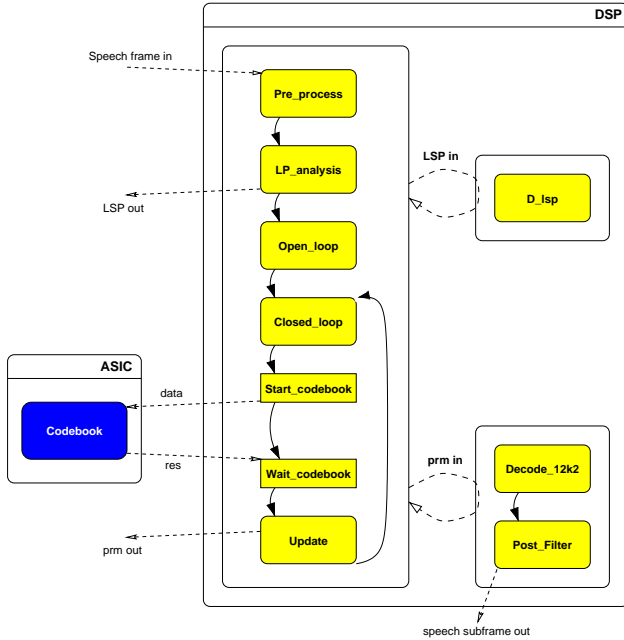 DSP
Speech frame in
Pre_process
LP_analysis
LSP in
LSP out
D_lsp
Open_loop
Closed_loop
ASIC
data
Start_codebook
Codebook
res
Wait_codebook
prm in
Decode_12k2
prm out
Update
Post_Filter
speech subframe out